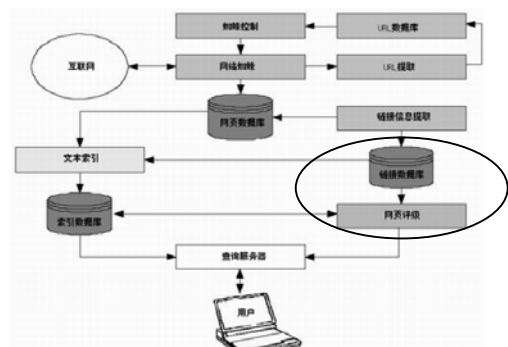 蜘蛛控制
URL数据库
互联网
网络蜘蛛
URL提取
网页数据库
链接信息提取
文本索引
链接数据库
索引数据库
网页评级
查询服务器
用户